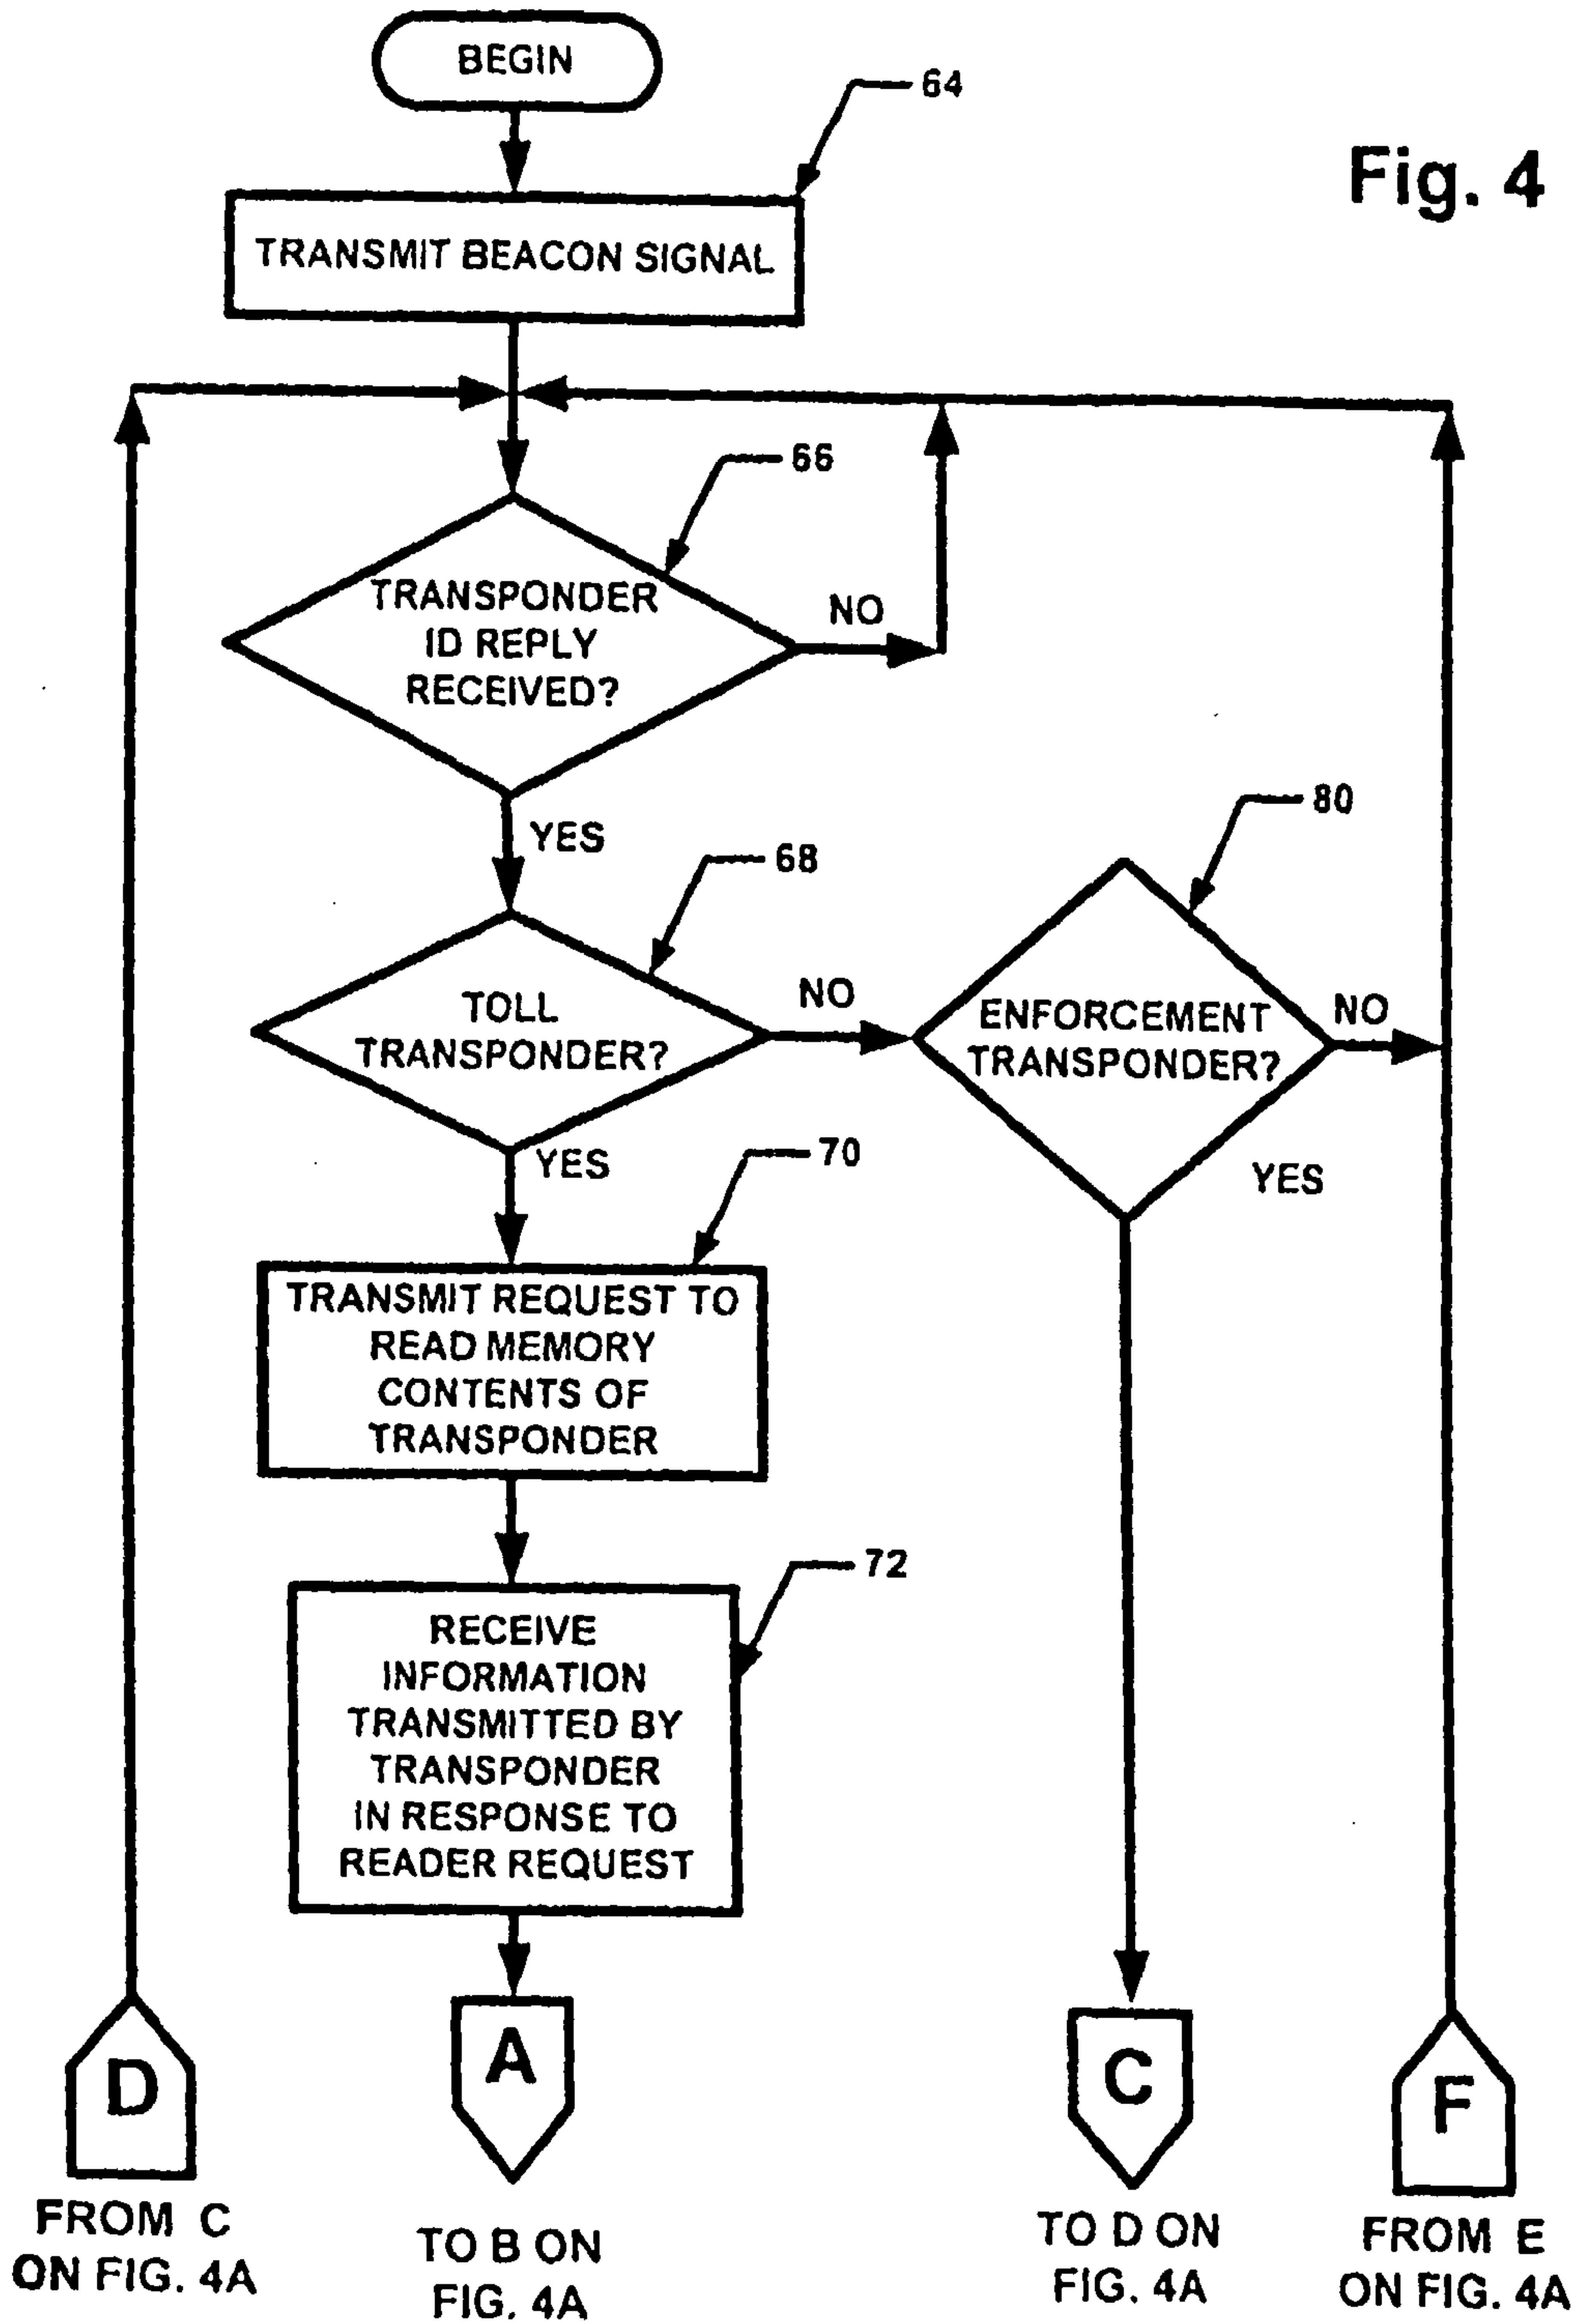 BEGIN
64
Fig. 4
TRANSMIT BEACON SIGNAL
66
TRANSPONDER
ID REPLY
RECEIVED?
NO
YES
68
80
TOLL
TRANSPONDER?
NO
ENFORCEMENT
TRANSPONDER?
NO
YES
YES
70
TRANSMIT REQUEST TO
READ MEMORY
CONTENTS OF
TRANSPONDER
72
RECEIVE
INFORMATION
TRANSMITTED BY
TRANSPONDER
IN RESPONSE TO
READER REQUEST
D
A
C
F
FROM C
ON FIG. 4A
TO B ON
FIG. 4A
TO D ON
FIG. 4A
FROM E
ON FIG. 4A